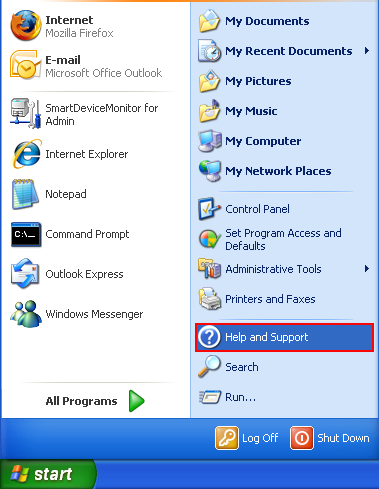 Internet
Mozilla Firefox
E-mail
Microsoft Office Outlook
SmartDeviceMonitor for
Admin
Internet Explorer
Notepad
C:\_
Command Prompt
Outlook Express
Windows Messenger
All Programs
My Documents
My Recent Documents
My Pictures
My Music
My Computer
My Network Places
Control Panel
Set Program Access and
Defaults
Administrative Tools
Printers and Faxes
Help and Support
Search
Run...
Log Off
Shut Down
start